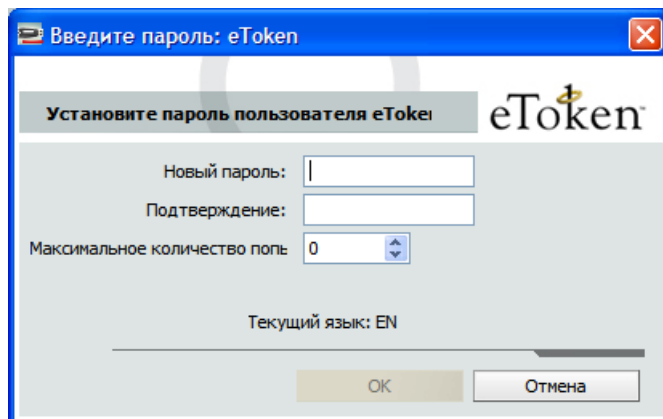 Введите пароль: eToken
Установите пароль пользователя eToke
eToken
Новый пароль:
Подтверждение:
Максимальное количество попь
0
Текущий язык: EN
OK
Отмена